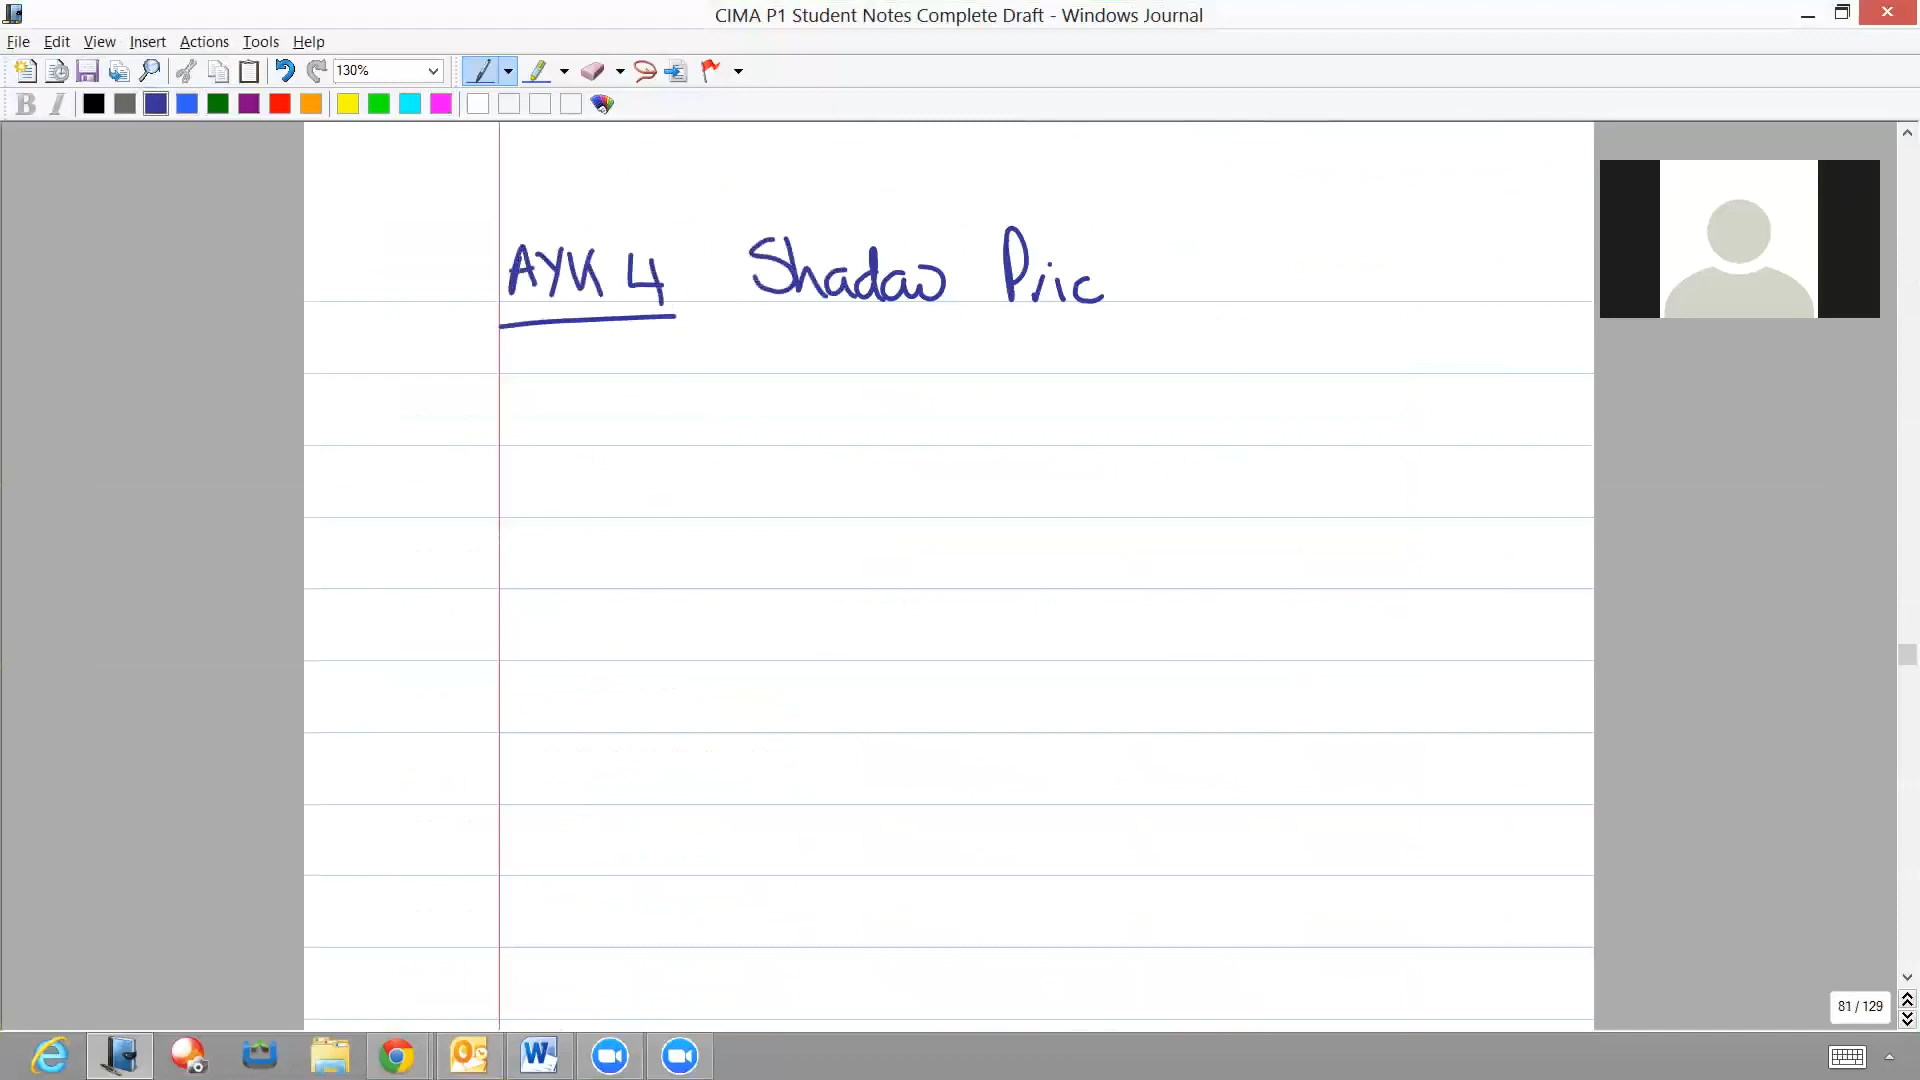 CIMA P1 Student Notes Complete Draft - Windows Journal
File Edit View Insert Actions Tools Help
130%
B I
AYK 4 Shadow Pric
81 / 129